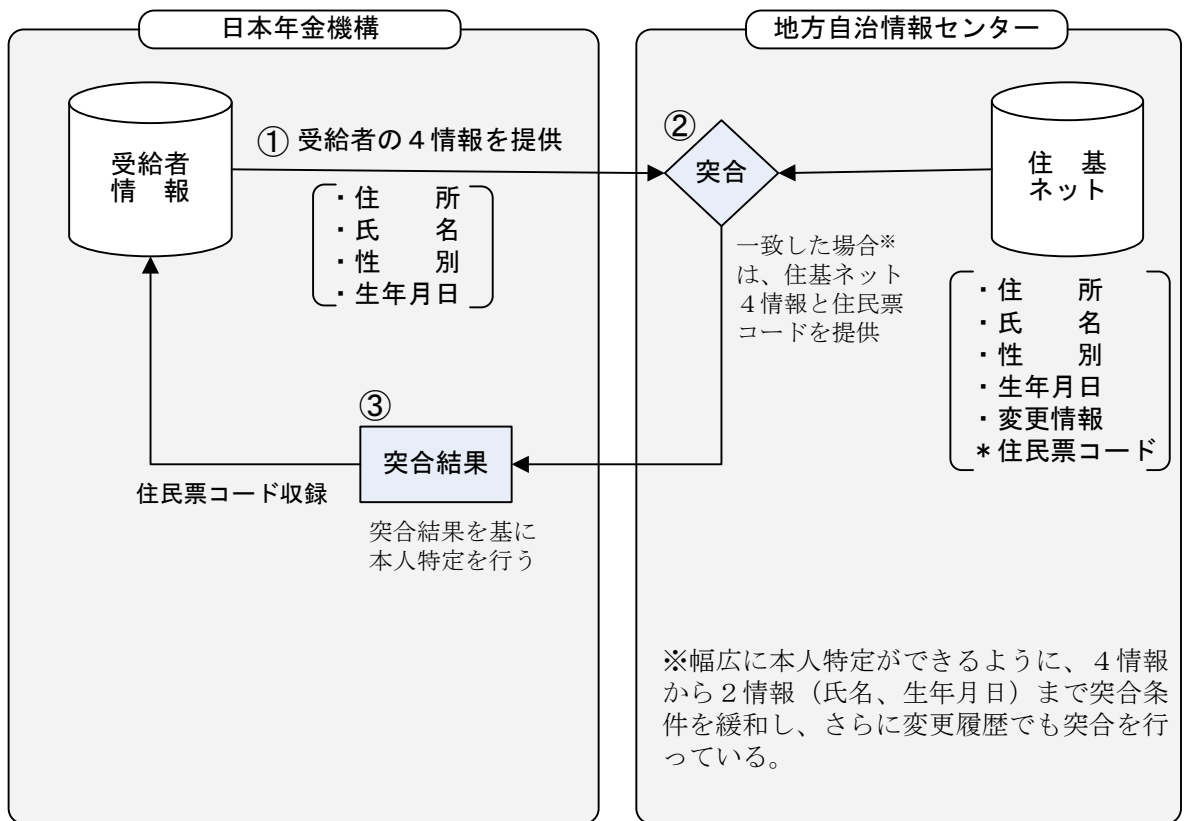 日本年金機構
受給者
情　報
① 受給者の４情報を提供
・住　　所
・氏　　名
・性　　別
・生年月日
③
突合結果
住民票コード収録
突合結果を基に
本人特定を行う
地方自治情報センター
②
突合
住　基
ネット
一致した場合※
は、住基ネット
４情報と住民票
コードを提供
・住　　所
・氏　　名
・性　　別
・生年月日
・変更情報
＊住民票コード
※幅広に本人特定ができるように、４情報
から２情報（氏名、生年月日）まで突合条
件を緩和し、さらに変更履歴でも突合を行
っている。